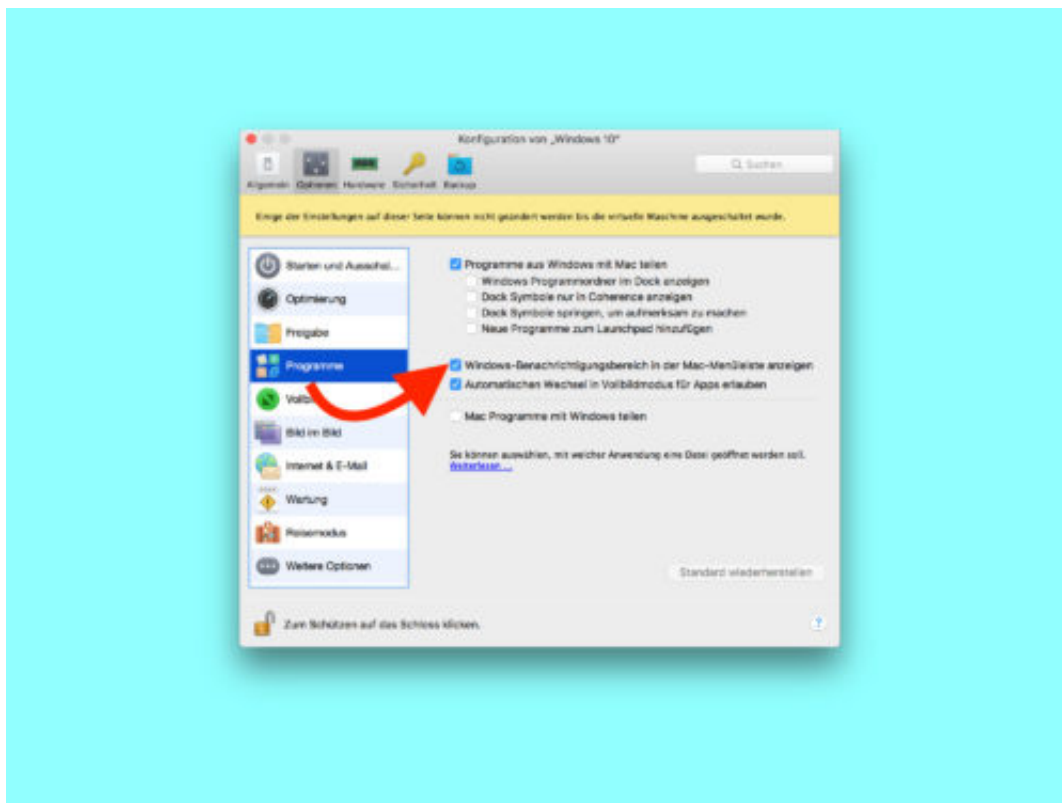 Konfiguration von „Windows 10“
Suchen
Allgemein Optionen Hardware Sicherheit Backup
Einige der Einstellungen auf dieser Seite können nicht geändert werden bis die virtuelle Maschine ausgeschaltet wurde.
Starten und Ausschal...
Optimierung
Freigabe
Programme
Bild im Bild
Internet & E-Mail
Wartung
Reisemodus
Weitere Optionen
Programme aus Windows mit Mac teilen
Windows Programmordner im Dock anzeigen
Dock Symbole nur in Coherence anzeigen
Dock Symbole springen, um aufmerksam zu machen
Neue Programme zum Launchpad hinzufügen
Windows-Benachrichtigungsbereich in der Mac-Menüleiste anzeigen
Automatischen Wechsel in Vollbildmodus für Apps erlauben
Mac Programme mit Windows teilen
Sie können auswählen, mit welcher Anwendung eine Datei geöffnet werden soll.
Weiterlesen ...
Standard wiederherstellen
Zum Schützen auf das Schloss klicken.
?